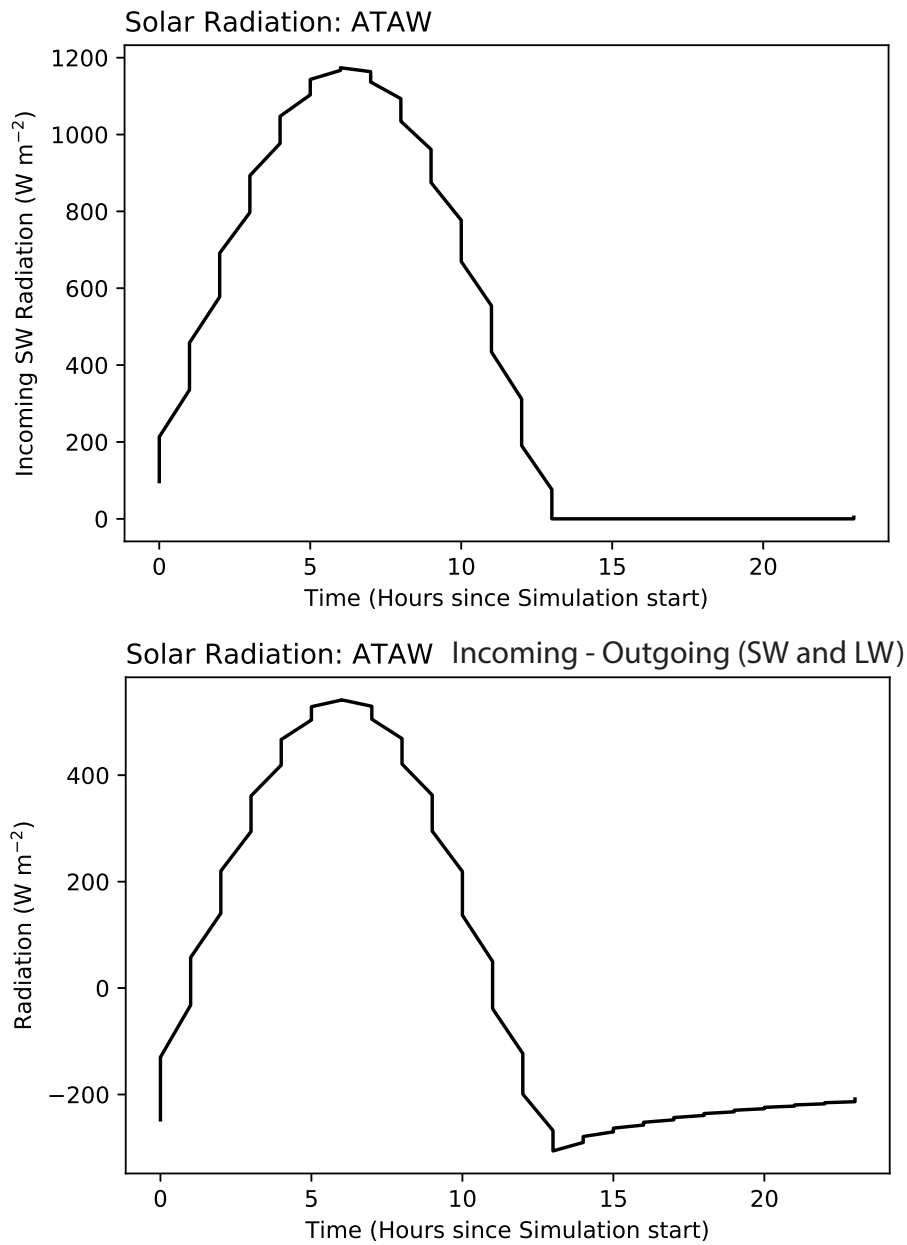 Solar Radiation: ATAW
1200
1000
800
600
400
200
0
Incoming SW Radiation (W m⁻²)
0 5 10 15 20
Time (Hours since Simulation start)
Solar Radiation: ATAW Incoming - Outgoing (SW and LW)
400
200
0
−200
Radiation (W m⁻²)
0 5 10 15 20
Time (Hours since Simulation start)